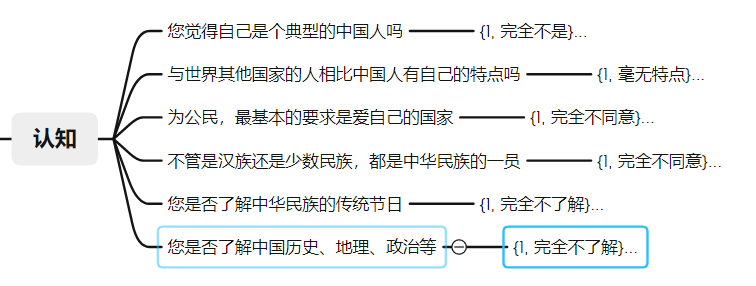 认知
您觉得自己是个典型的中国人吗
{1, 完全不是}...
与世界其他国家的人相比中国人有自己的特点吗
{1, 毫无特点}...
为公民，最基本的要求是爱自己的国家
{1, 完全不同意}...
不管是汉族还是少数民族，都是中华民族的一员
{1, 完全不同意}...
您是否了解中华民族的传统节日
{1, 完全不了解}...
您是否了解中国历史、地理、政治等
{1, 完全不了解}...